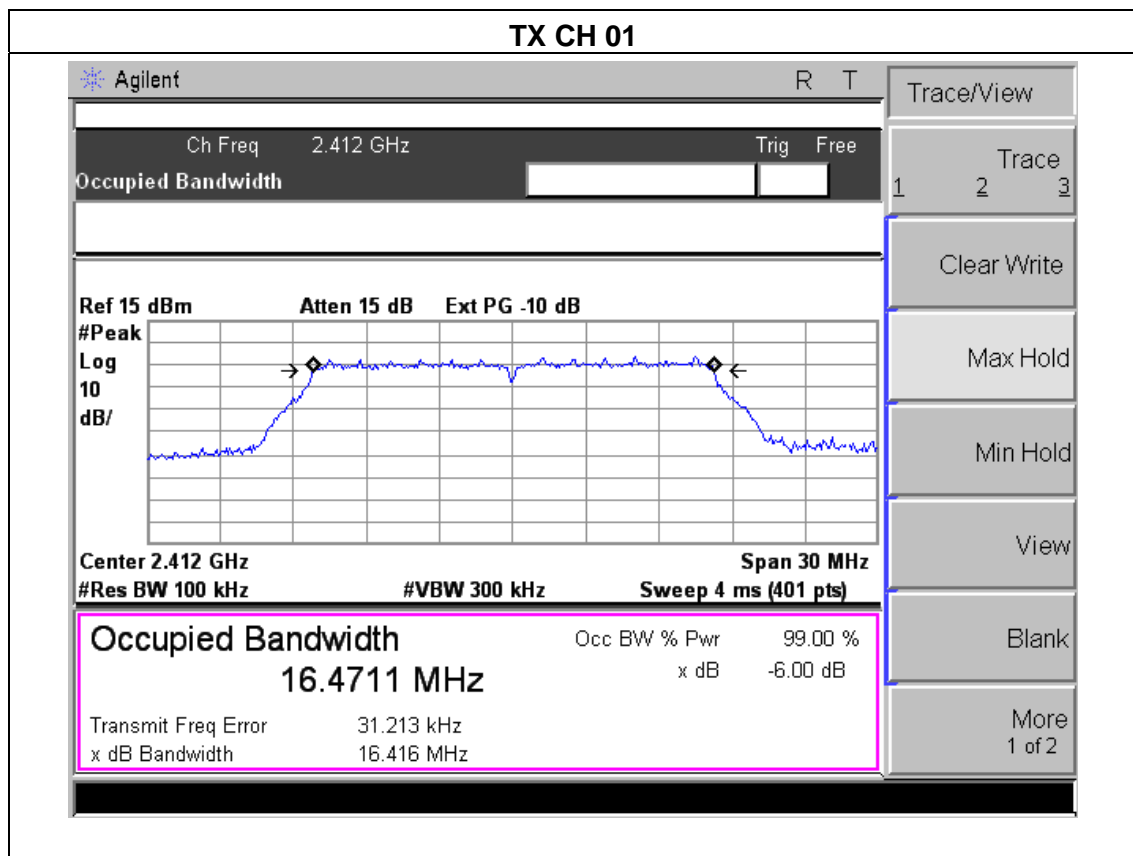 TX CH 01
Agilent R T
Ch Freq 2.412 GHz Trig Free
Occupied Bandwidth
Ref 15 dBm Atten 15 dB Ext PG -10 dB
#Peak
Log
10
dB/
Center 2.412 GHz Span 30 MHz
#Res BW 100 kHz #VBW 300 kHz Sweep 4 ms (401 pts)
Occupied Bandwidth Occ BW % Pwr 99.00 %
16.4711 MHz x dB -6.00 dB
Transmit Freq Error 31.213 kHz
x dB Bandwidth 16.416 MHz
Trace/View
Trace
1 2 3
Clear Write
Max Hold
Min Hold
View
Blank
More
1 of 2